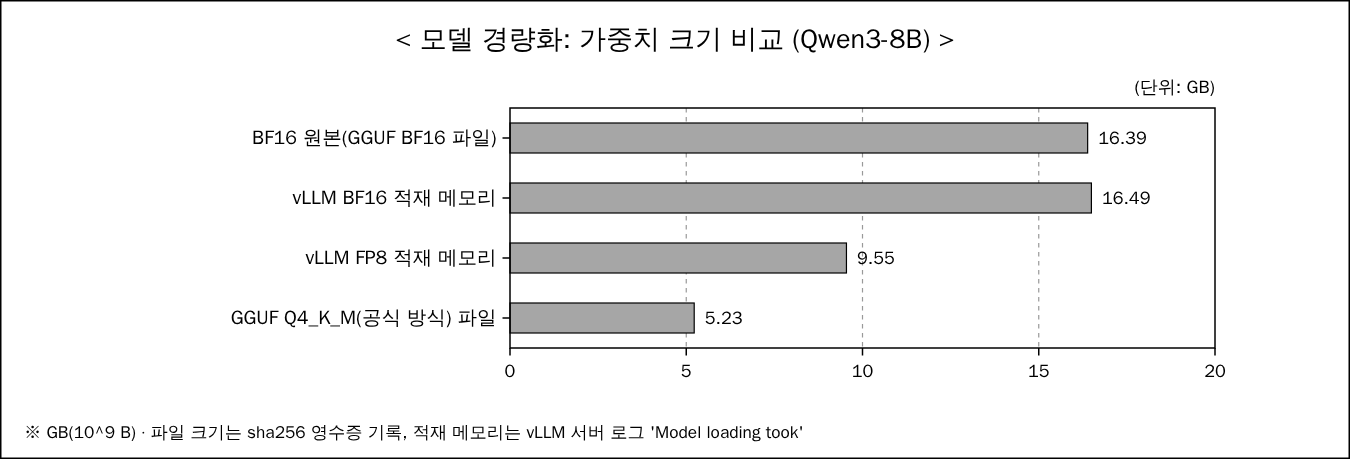 < 모델 경량화: 가중치 크기 비교 (Qwen3-8B) >
(단위: GB)
BF16 원본(GGUF BF16 파일) 16.39
vLLM BF16 적재 메모리 16.49
vLLM FP8 적재 메모리 9.55
GGUF Q4_K_M(공식 방식) 파일 5.23
0 5 10 15 20
※ GB(10^9 B) · 파일 크기는 sha256 영수증 기록, 적재 메모리는 vLLM 서버 로그 'Model loading took'